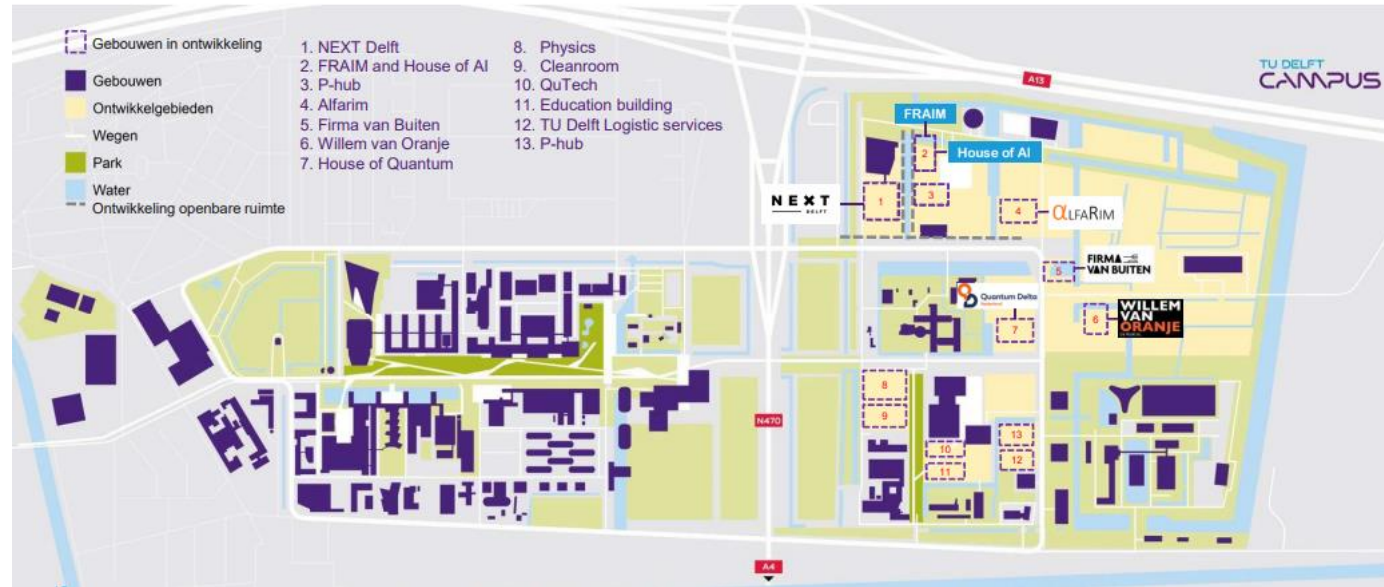 Gebouwen in ontwikkeling
Gebouwen
Ontwikkelgebieden
Wegen
Park
Water
Ontwikkeling openbare ruimte
1. NEXT Delft
2. FRAIM and House of AI
3. P-hub
4. Alfarim
5. Firma van Buiten
6. Willem van Oranje
7. House of Quantum
8. Physics
9. Cleanroom
10. QuTech
11. Education building
12. TU Delft Logistic services
13. P-hub
TU DELFT
CAMPUS
A13
FRAIM
2
House of AI
NEXT
DELFT
1
3
4
αLFARIM
5
FIRMA
VAN BUITEN
Quantum Delta
7
6
WILLEM
VAN
ORANJE
8
9
N470
10
11
13
12
A4